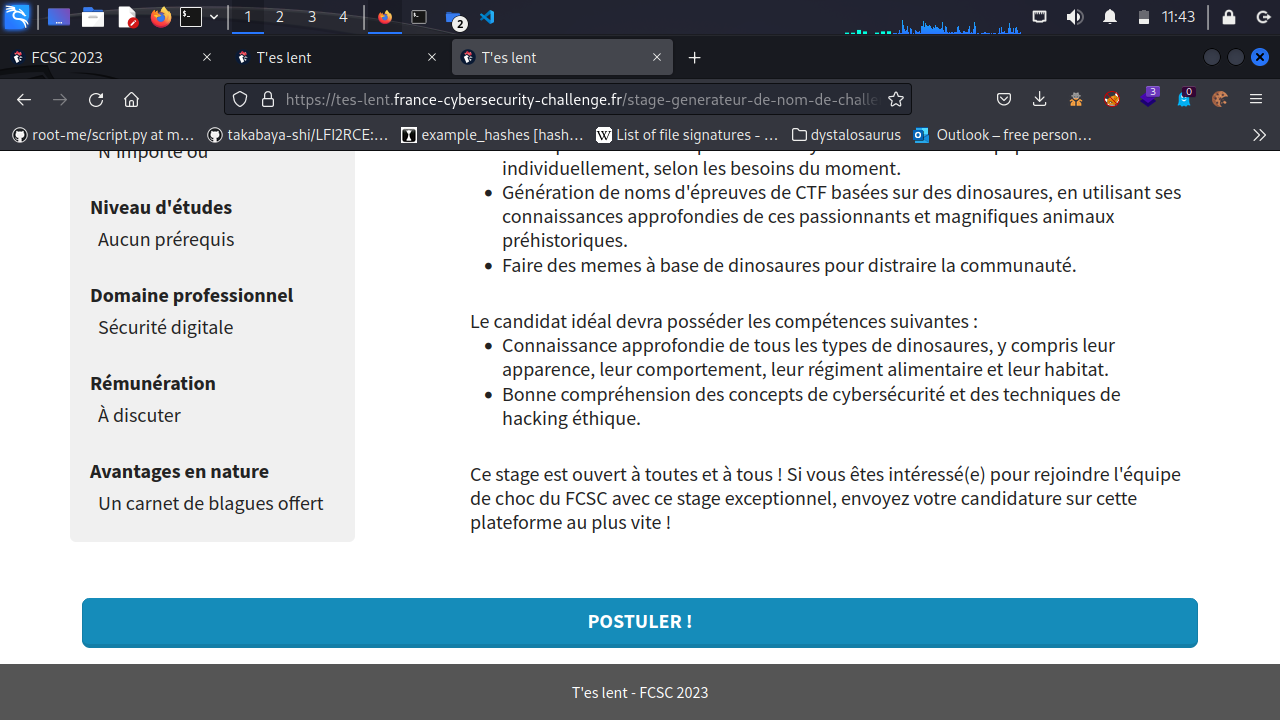 1 2 3 4 2 11:43
FCSC 2023 T'es lent T'es lent
https://tes-lent.france-cybersecurity-challenge.fr/stage-generateur-de-nom-de-challe 3 0
root-me/script.py at m… takabaya-shi/LFI2RCE:… example_hashes [hash… List of file signatures - … dystalosaurus Outlook – free person…
N'importe où
Niveau d'études
Aucun prérequis
Domaine professionnel
Sécurité digitale
Rémunération
À discuter
Avantages en nature
Un carnet de blagues offert
individuellement, selon les besoins du moment.
Génération de noms d'épreuves de CTF basées sur des dinosaures, en utilisant ses
connaissances approfondies de ces passionnants et magnifiques animaux
préhistoriques.
Faire des memes à base de dinosaures pour distraire la communauté.
Le candidat idéal devra posséder les compétences suivantes :
Connaissance approfondie de tous les types de dinosaures, y compris leur
apparence, leur comportement, leur régiment alimentaire et leur habitat.
Bonne compréhension des concepts de cybersécurité et des techniques de
hacking éthique.
Ce stage est ouvert à toutes et à tous ! Si vous êtes intéressé(e) pour rejoindre l'équipe
de choc du FCSC avec ce stage exceptionnel, envoyez votre candidature sur cette
plateforme au plus vite !
POSTULER !
T'es lent - FCSC 2023